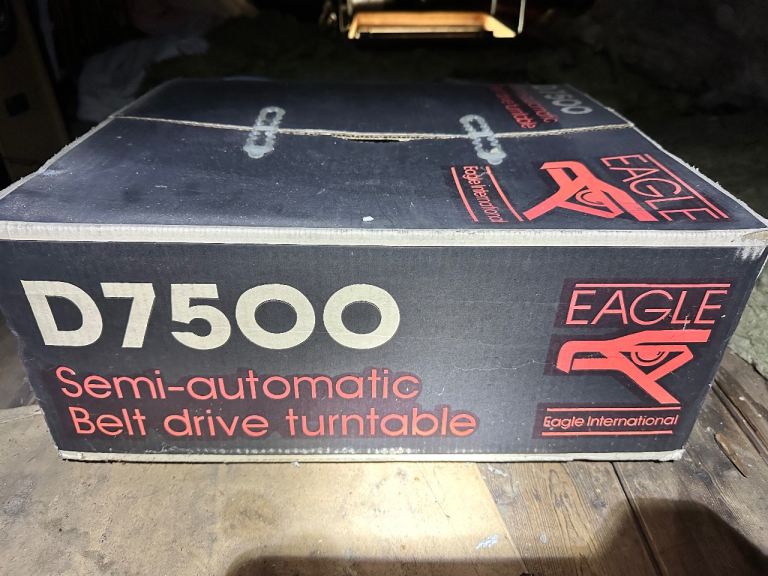 D7500
Semi-automatic
Belt drive turntable
EAGLE
Eagle International
EAGLE
Eagle International
D7500